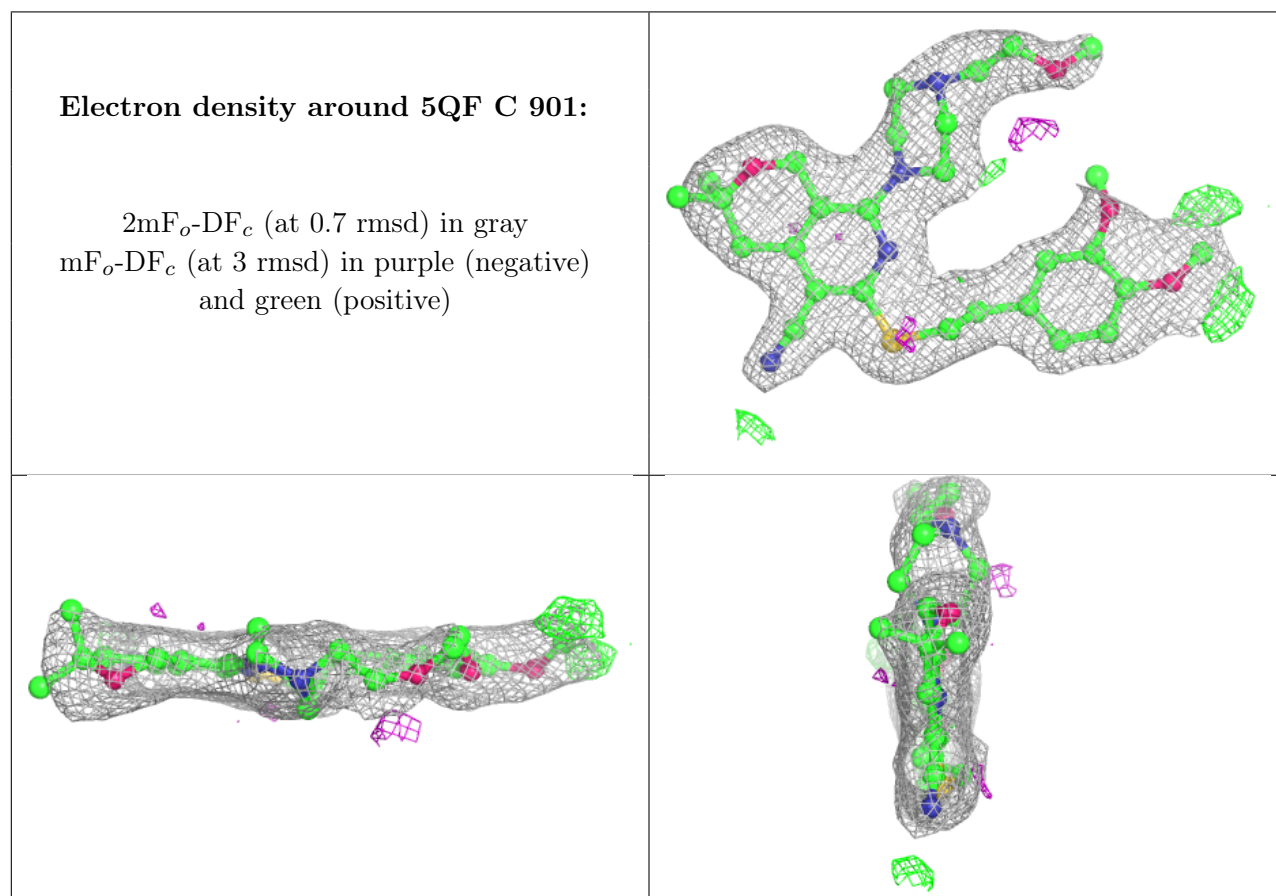 Electron density around 5QF C 901:
2mFo-DFc (at 0.7 rmsd) in gray
mFo-DFc (at 3 rmsd) in purple (negative)
and green (positive)